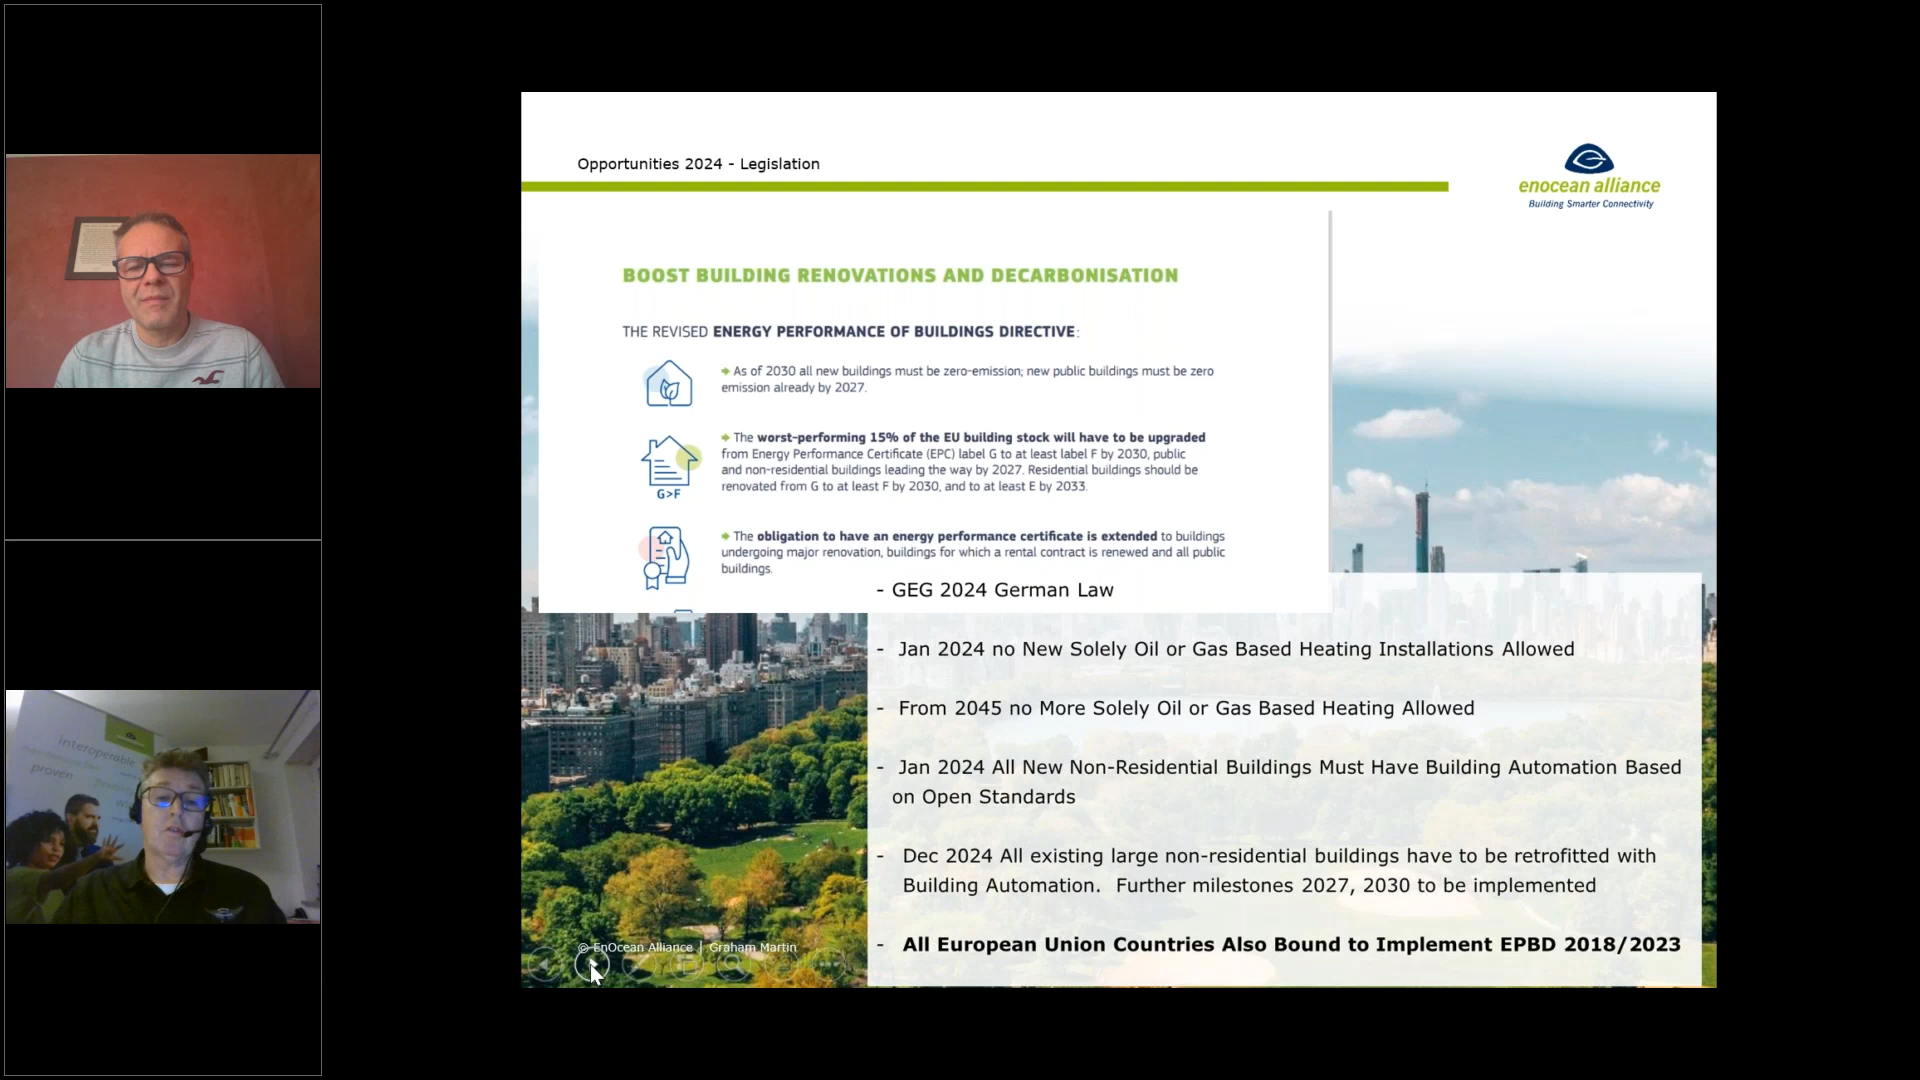 Opportunities 2024 - Legislation
enocean alliance
Building Smarter Connectivity
BOOST BUILDING RENOVATIONS AND DECARBONISATION
THE REVISED ENERGY PERFORMANCE OF BUILDINGS DIRECTIVE:
As of 2030 all new buildings must be zero-emission; new public buildings must be zero
emission already by 2027.
The worst-performing 15% of the EU building stock will have to be upgraded
from Energy Performance Certificate (EPC) label G to at least label F by 2030, public
and non-residential buildings leading the way by 2027. Residential buildings should be
renovated from G to at least F by 2030, and to at least E by 2033.
G>F
The obligation to have an energy performance certificate is extended to buildings
undergoing major renovation, buildings for which a rental contract is renewed and all public
buildings.
- GEG 2024 German Law
- Jan 2024 no New Solely Oil or Gas Based Heating Installations Allowed
- From 2045 no More Solely Oil or Gas Based Heating Allowed
- Jan 2024 All New Non-Residential Buildings Must Have Building Automation Based
on Open Standards
- Dec 2024 All existing large non-residential buildings have to be retrofitted with
Building Automation. Further milestones 2027, 2030 to be implemented
- All European Union Countries Also Bound to Implement EPBD 2018/2023
© EnOcean Alliance | Graham Martin
interoperable
proven